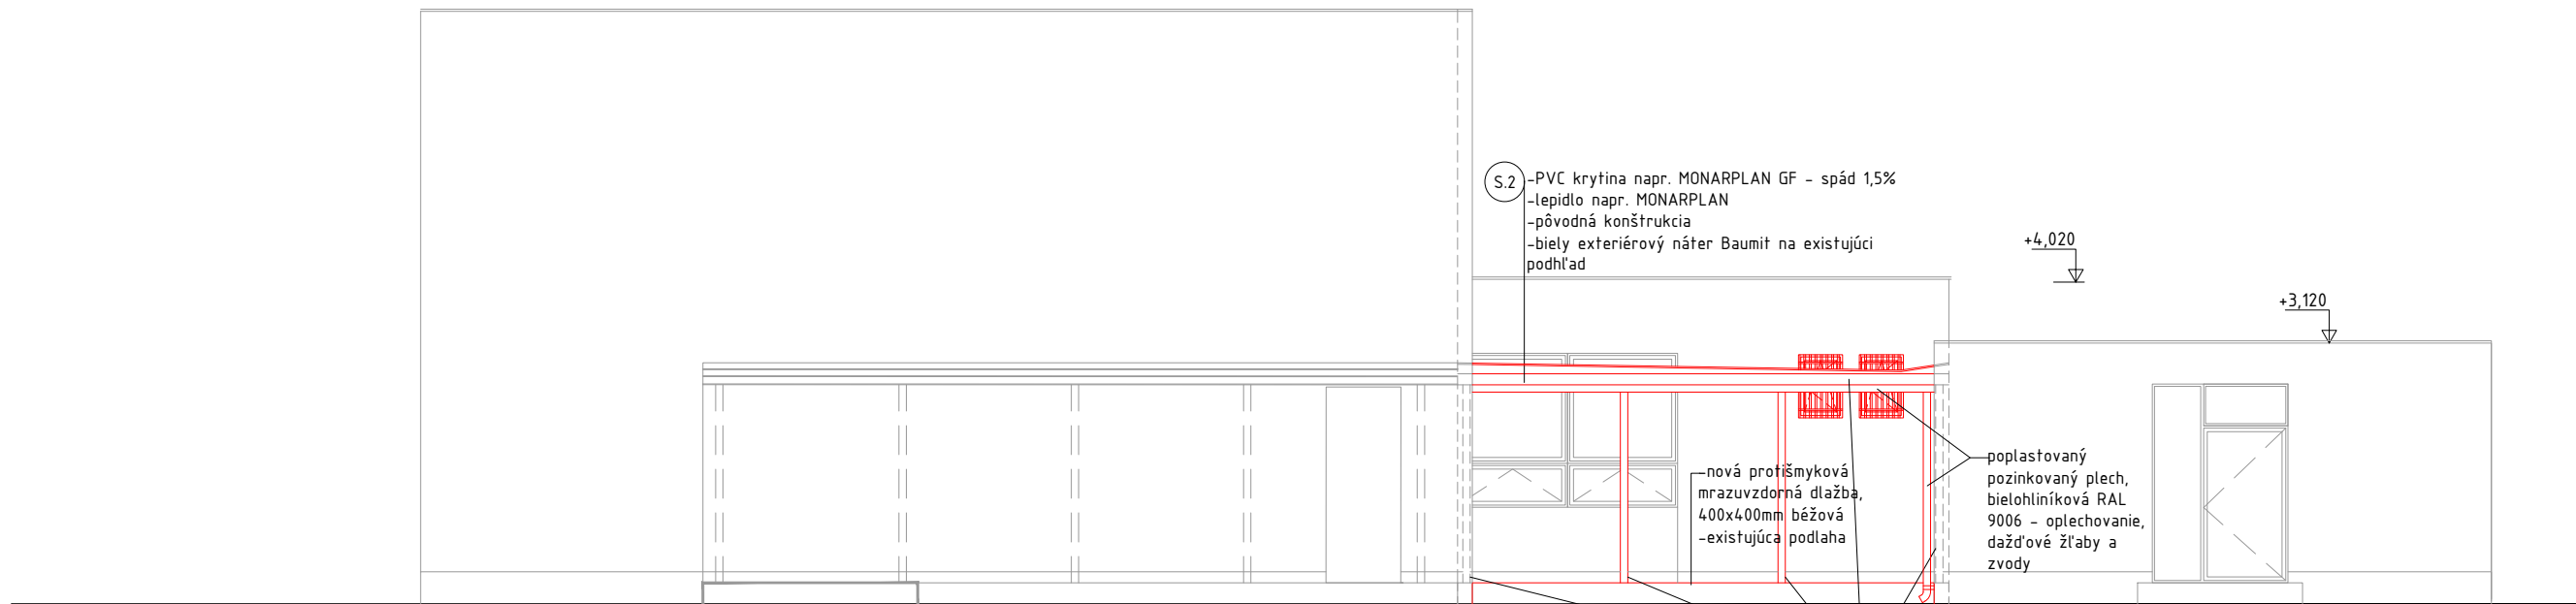 S.2
-PVC krytina napr. MONARPLAN GF - spád 1,5%
-lepidlo napr. MONARPLAN
-pôvodná konštrukcia
-biely exteriérový náter Baumit na existujúci
podhľad
+4,020
+3,120
-nová protišmyková
mrazuvzdorná dlažba,
400x400mm béžová
-existujúca podlaha
poplastovaný
pozinkovaný plech,
bielohliníková RAL
9006 - oplechovanie,
dažďové žľaby a
zvody